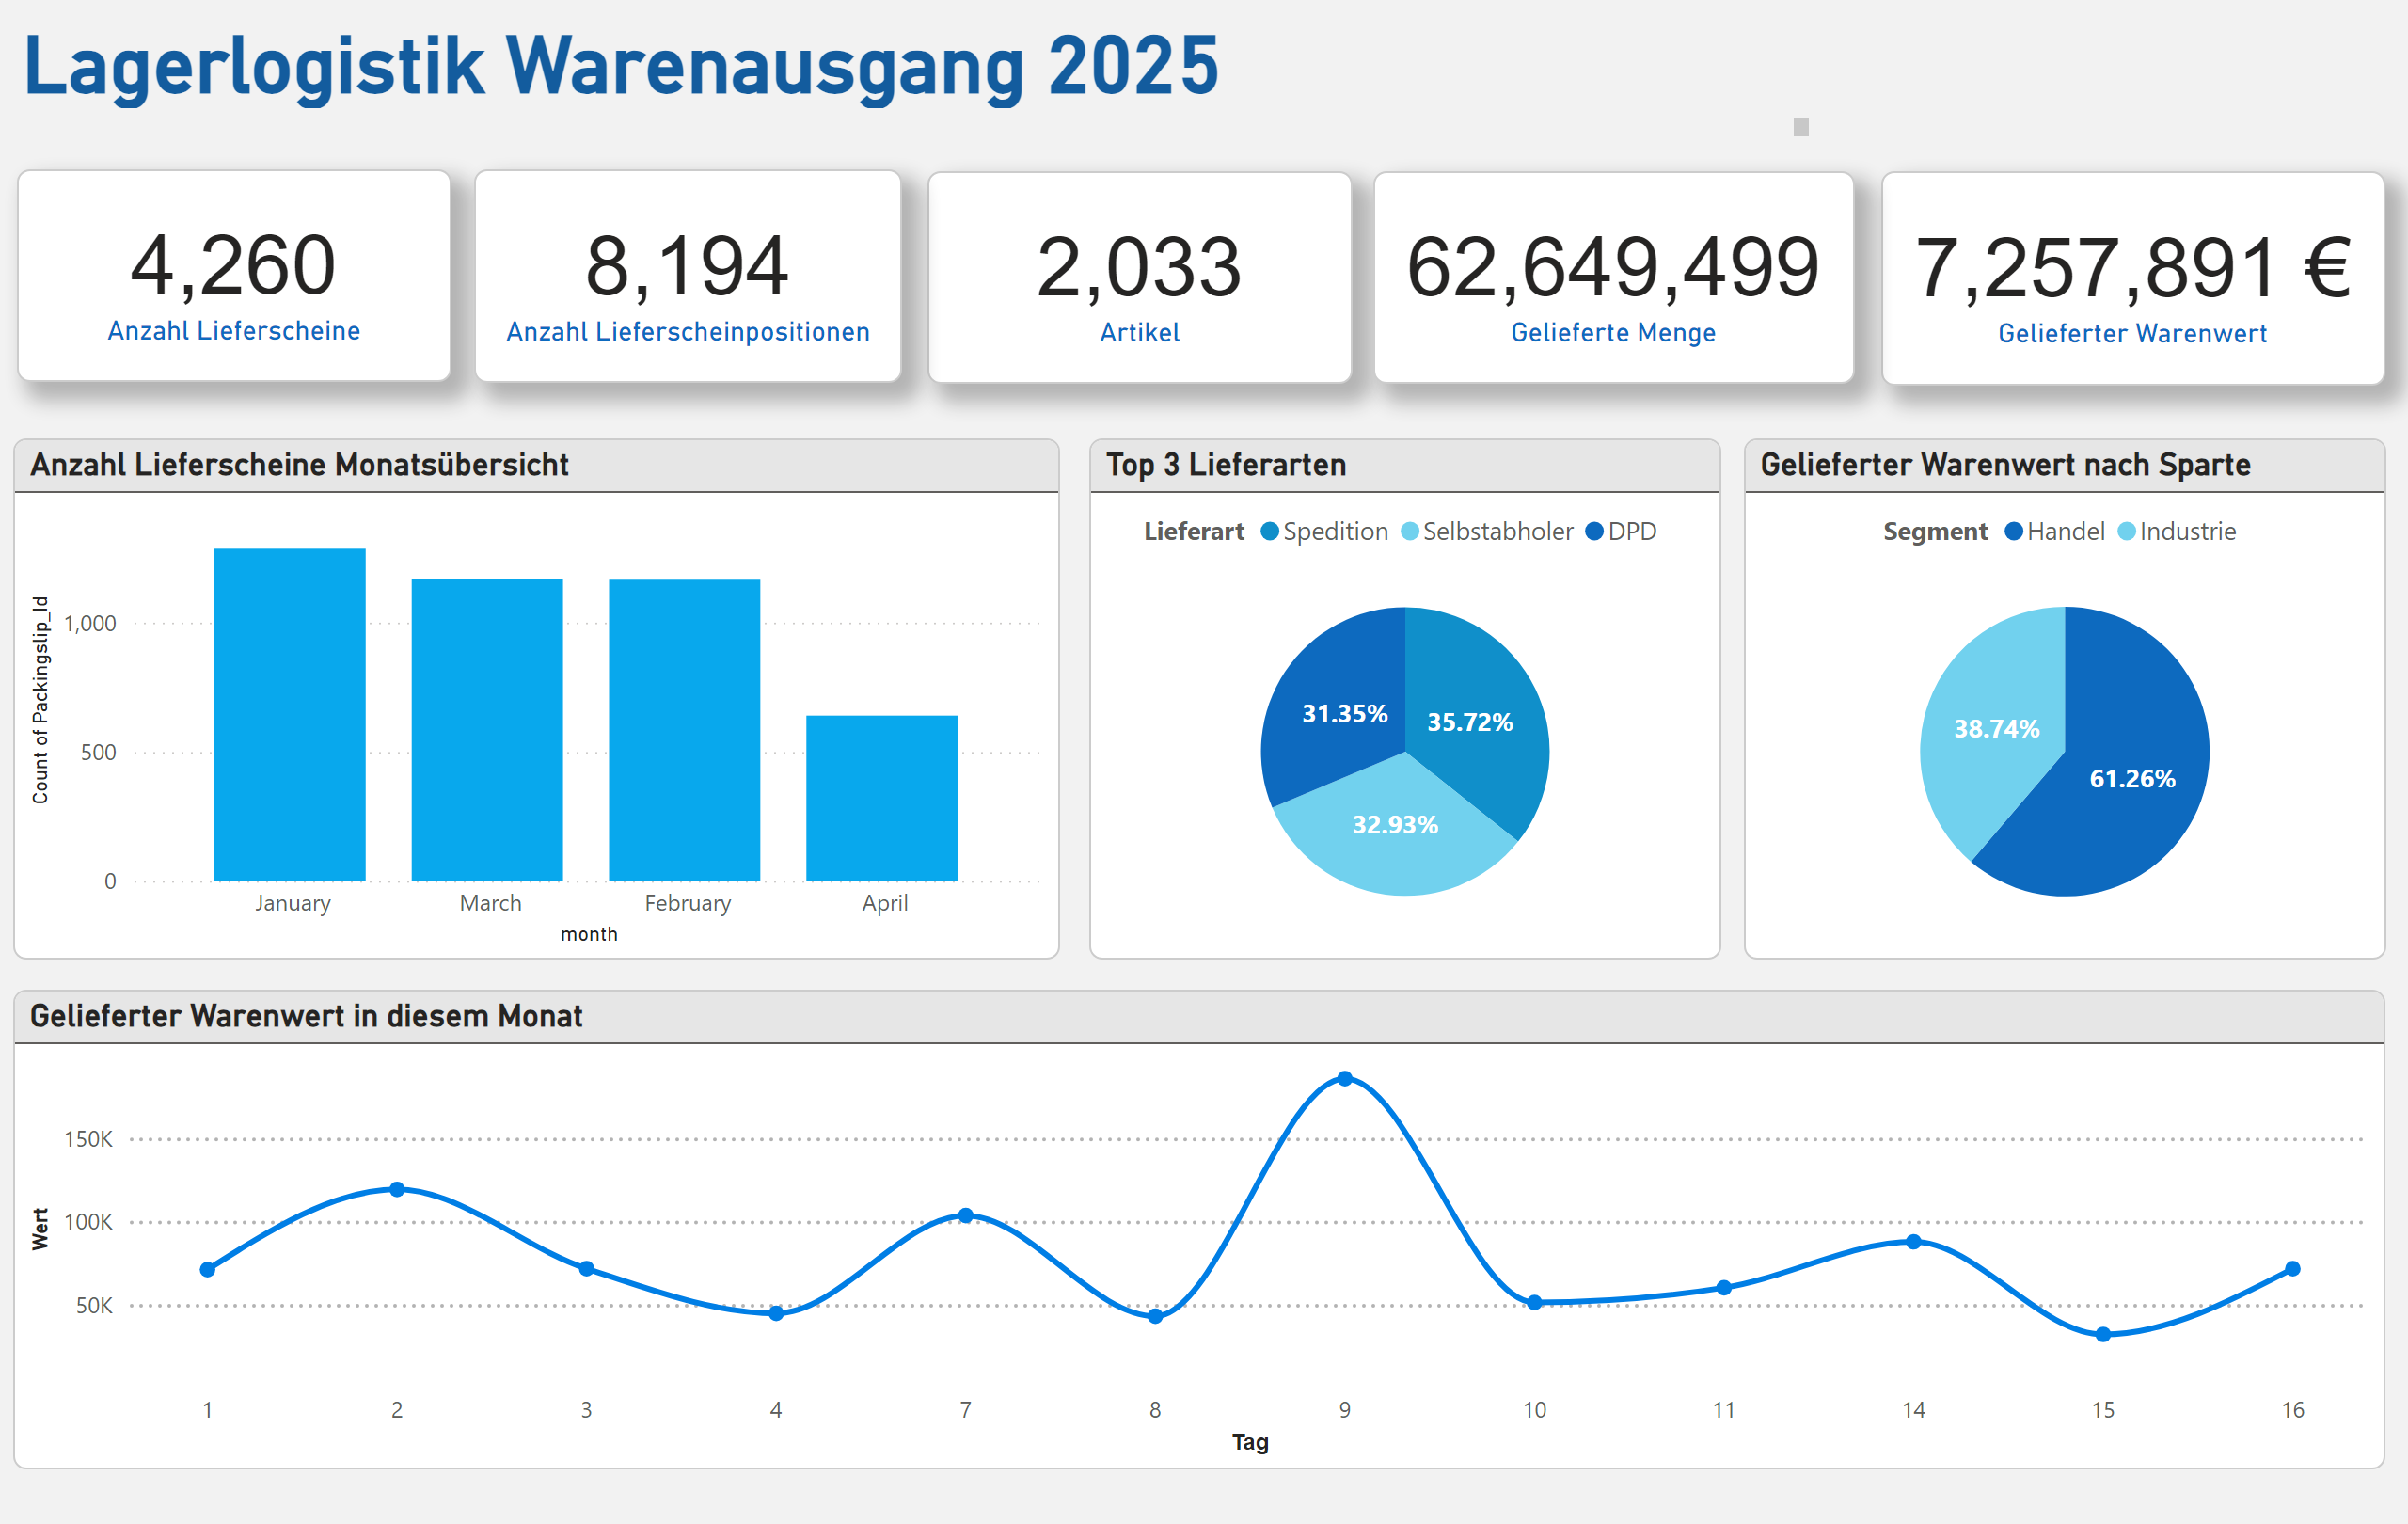 Lagerlogistik Warenausgang 2025
4,260
Anzahl Lieferscheine
8,194
Anzahl Lieferscheinpositionen
2,033
Artikel
62,649,499
Gelieferte Menge
7,257,891 €
Gelieferter Warenwert
Anzahl Lieferscheine Monatsübersicht
Count of Packingslip_Id
1,000
500
0
January March February April
month
Top 3 Lieferarten
Lieferart Spedition Selbstabholer DPD
31.35% 35.72%
32.93%
Gelieferter Warenwert nach Sparte
Segment Handel Industrie
38.74%
61.26%
Gelieferter Warenwert in diesem Monat
Wert
150K
100K
50K
1 2 3 4 7 8 9 10 11 14 15 16
Tag